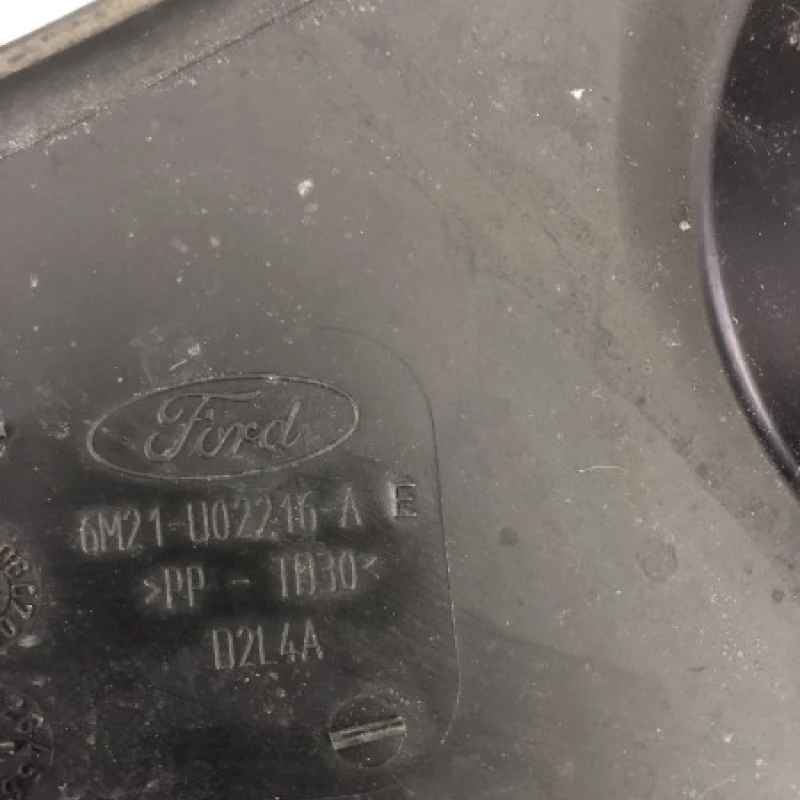 Ford
6M21-U02216-A E
>PP - TD30<
D2L4A